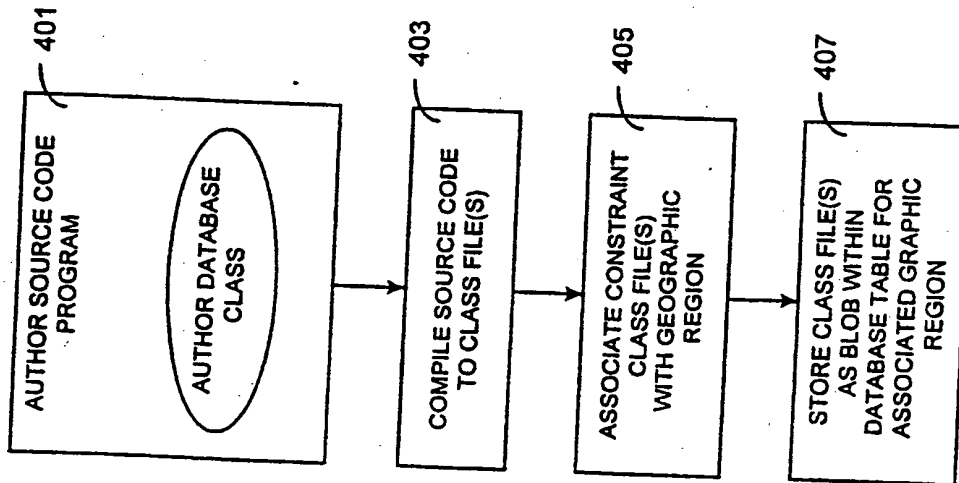 401
AUTHOR SOURCE CODE
PROGRAM
AUTHOR DATABASE
CLASS
403
COMPILE SOURCE CODE
TO CLASS FILE(S)
405
ASSOCIATE CONSTRAINT
CLASS FILE(S)
WITH GEOGRAPHIC
REGION
407
STORE CLASS FILE(S)
AS BLOB WITHIN
DATABASE TABLE FOR
ASSOCIATED GRAPHIC
REGION